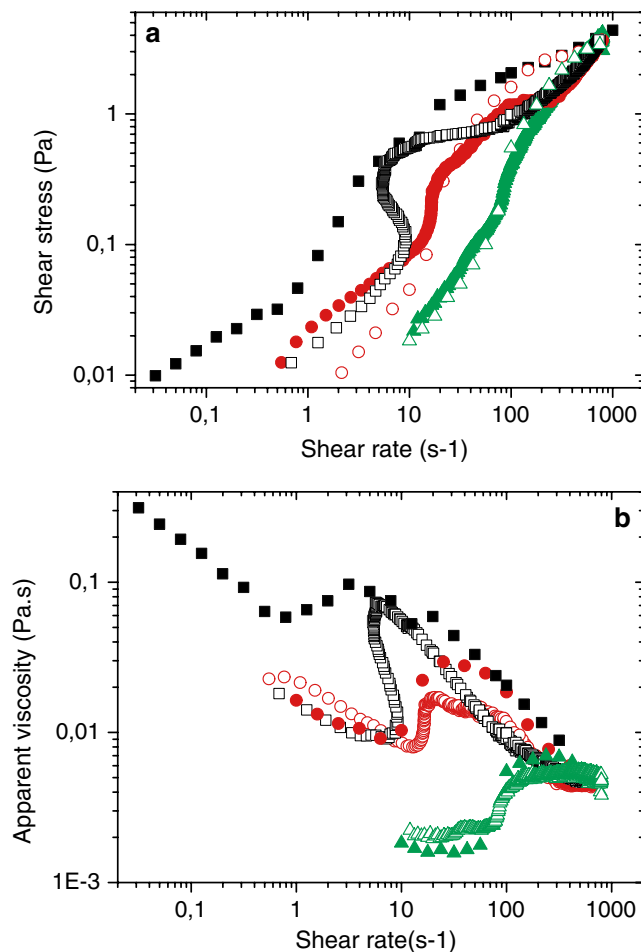 a
1
0,1
0,01
Shear stress (Pa)
0,1
1
10
100
1000
Shear rate (s-1)
b
0,1
0,01
1E-3
Apparent viscosity (Pa.s)
0,1
1
10
100
1000
Shear rate(s-1)